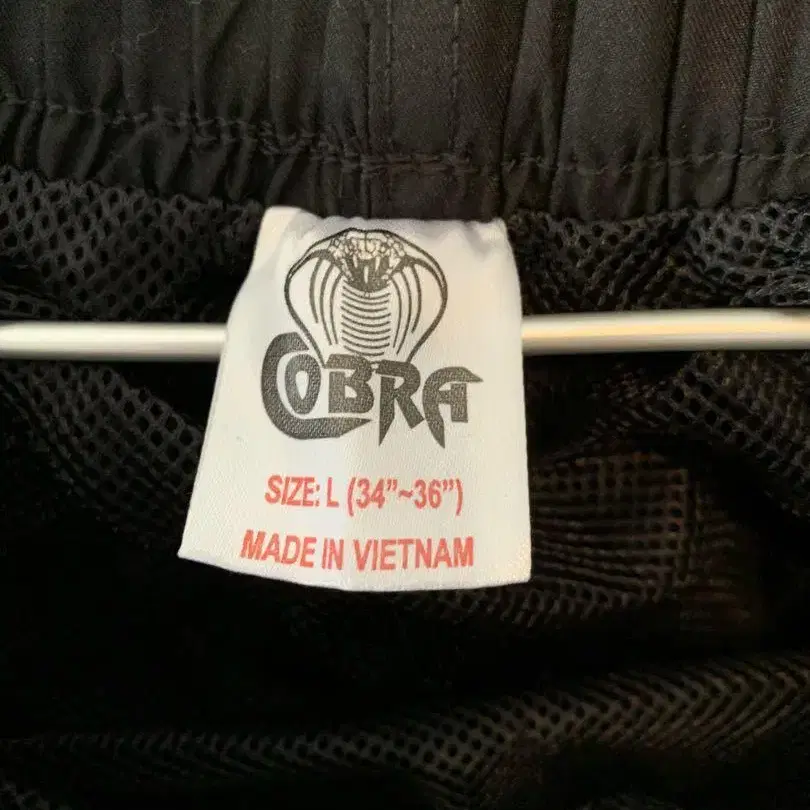 COBRA
SIZE: L (34"~36")
MADE IN VIETNAM